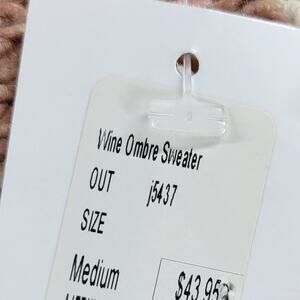 Wine Ombre Sweater
OUT j5437
SIZE
Medium $43.95